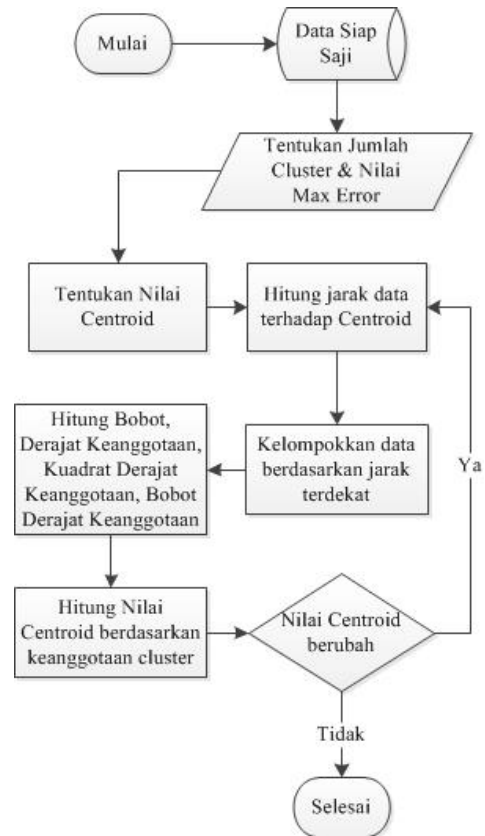 Mulai
Data Siap
Saji
Tentukan Jumlah
Cluster & Nilai
Max Error
Tentukan Nilai
Centroid
Hitung jarak data
terhadap Centroid
Kelompokkan data
berdasarkan jarak
terdekat
Hitung Bobot,
Derajat Keanggotaan,
Kuadrat Derajat
Keanggotaan, Bobot
Derajat Keanggotaan
Hitung Nilai
Centroid berdasarkan
keanggotaan cluster
Nilai Centroid
berubah
Ya
Tidak
Selesai